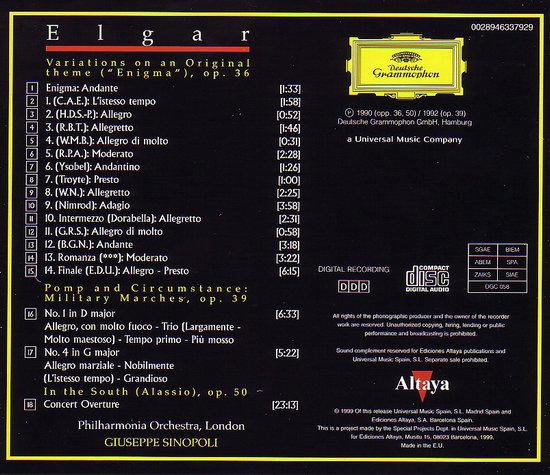 Elgar
Variations on an Original
theme ("Enigma"), op. 36
1 Enigma: Andante [1:33]
2 1. (C.A.E.): L'istesso tempo [1:58]
3 2. (H.D.S.-P.): Allegro [0:52]
4 3. (R.B.T.): Allegretto [1:46]
5 4. (W.M.B.): Allegro di molto [0:31]
6 5. (R.P.A.): Moderato [2:28]
7 6. (Ysobel): Andantino [1:26]
8 7. (Troyte): Presto [1:00]
9 8. (W.N.): Allegretto [2:25]
10 9. (Nimrod): Adagio [3:58]
11 10. Intermezzo (Dorabella): Allegretto [2:31]
12 11. (G.R.S.): Allegro di molto [0:58]
13 12. (B.G.N.): Andante [3:18]
14 13. Romanza (***): Moderato [3:22]
15 14. Finale (E.D.U.): Allegro - Presto [6:15]
Pomp and Circumstance:
Military Marches, op. 39
16 No. 1 in D major [6:33]
Allegro, con molto fuoco - Trio (Largamente -
Molto maestoso) - Tempo primo - Più mosso
17 No. 4 in G major [5:22]
Allegro marziale - Nobilmente
(L'istesso tempo) - Grandioso
In the South (Alassio), op. 50
18 Concert Overture [23:13]
Philharmonia Orchestra, London
GIUSEPPE SINOPOLI
0028946337929
Deutsche
Grammophon
℗ 1990 (opp. 36, 50) / 1992 (op. 39)
Deutsche Grammophon GmbH, Hamburg
a Universal Music Company
DIGITAL RECORDING
DDD
COMPACT
disc
DIGITAL AUDIO
SGAE BIEM
ABEM SPA
ZAIKS SIAE
DGC 058
All rights of the phonographic producer and the owner of the recorder
work are reserved. Unauthorized copying, hiring, lending or public
performance and broadcasting is prohibited.
Sound complement reserved for Ediciones Altaya publications and
Universal Music Spain, S.L. Separate sale prohibited.
Altaya
© 1999 Of this release Universal Music Spain, S.L. Madrid Spain and
Ediciones Altaya, S.A. Barcelona Spain.
This is a project made by the Special Projects Dept. in Universal Music Spain, S.L.
for Ediciones Altaya, Musitu 15, 08023 Barcelona, 1999.
Made in the E.U.